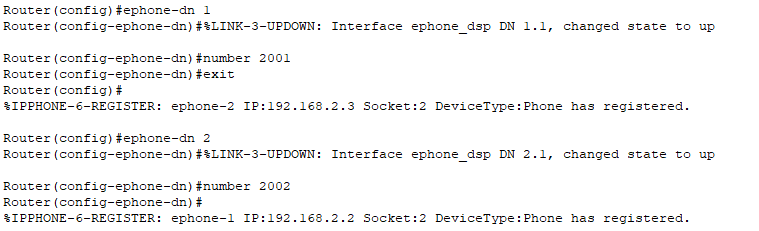 Router(config)#ephone-dn 1
Router(config-ephone-dn)#%LINK-3-UPDOWN: Interface ephone_dsp DN 1.1, changed state to up
Router(config-ephone-dn)#number 2001
Router(config-ephone-dn)#exit
Router(config)#
%IPPHONE-6-REGISTER: ephone-2 IP:192.168.2.3 Socket:2 DeviceType:Phone has registered.
Router(config)#ephone-dn 2
Router(config-ephone-dn)#%LINK-3-UPDOWN: Interface ephone_dsp DN 2.1, changed state to up
Router(config-ephone-dn)#number 2002
Router(config-ephone-dn)#
%IPPHONE-6-REGISTER: ephone-1 IP:192.168.2.2 Socket:2 DeviceType:Phone has registered.